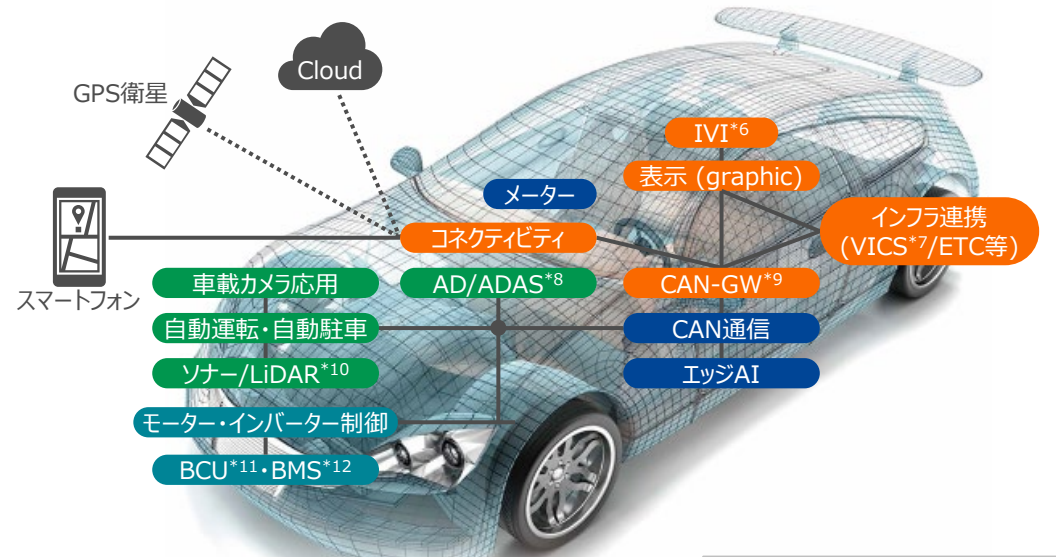 Cloud
GPS衛星
IVI*6
表示 (graphic)
メーター
インフラ連携
(VICS*7/ETC等)
コネクティビティ
スマートフォン
車載カメラ応用
AD/ADAS*8
CAN-GW*9
自動運転・自動駐車
CAN通信
ソナー/LiDAR*10
エッジAI
モーター・インバーター制御
BCU*11・BMS*12